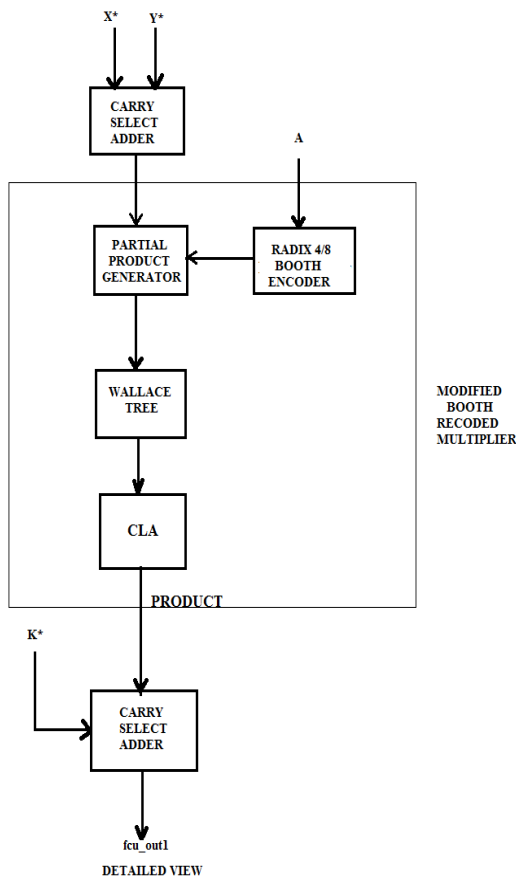 X* Y*
CARRY
SELECT
ADDER
A
PARTIAL
PRODUCT
GENERATOR
RADIX 4/8
BOOTH
ENCODER
WALLACE
TREE
MODIFIED
BOOTH
RECODED
MULTIPLIER
CLA
PRODUCT
K*
CARRY
SELECT
ADDER
fcu_out1
DETAILED VIEW